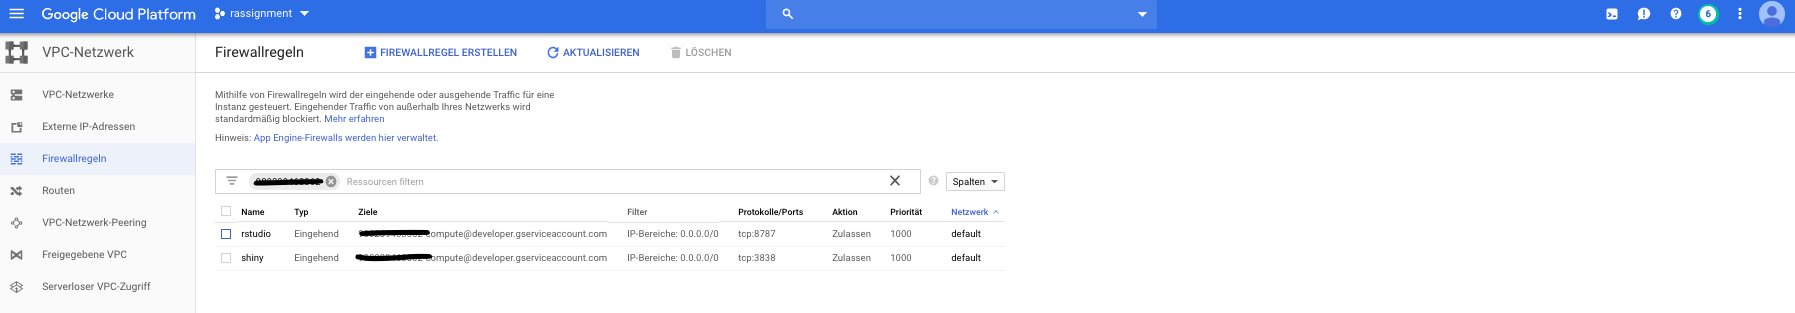 Google Cloud Platform
rassignment
6
VPC-Netzwerk
Firewallregeln
FIREWALLREGEL ERSTELLEN
AKTUALISIEREN
LÖSCHEN
VPC-Netzwerke
Externe IP-Adressen
Firewallregeln
Routen
VPC-Netzwerk-Peering
Freigegebene VPC
Serverloser VPC-Zugriff
Mithilfe von Firewallregeln wird der eingehende oder ausgehende Traffic für eine
Instanz gesteuert. Eingehender Traffic von außerhalb Ihres Netzwerks wird
standardmäßig blockiert. Mehr erfahren
Hinweis: App Engine-Firewalls werden hier verwaltet.
Ressourcen filtern
Spalten
Name Typ Ziele Filter Protokolle/Ports Aktion Priorität Netzwerk
rstudio Eingehend compute@developer.gserviceaccount.com IP-Bereiche: 0.0.0.0/0 tcp:8787 Zulassen 1000 default
shiny Eingehend compute@developer.gserviceaccount.com IP-Bereiche: 0.0.0.0/0 tcp:3838 Zulassen 1000 default